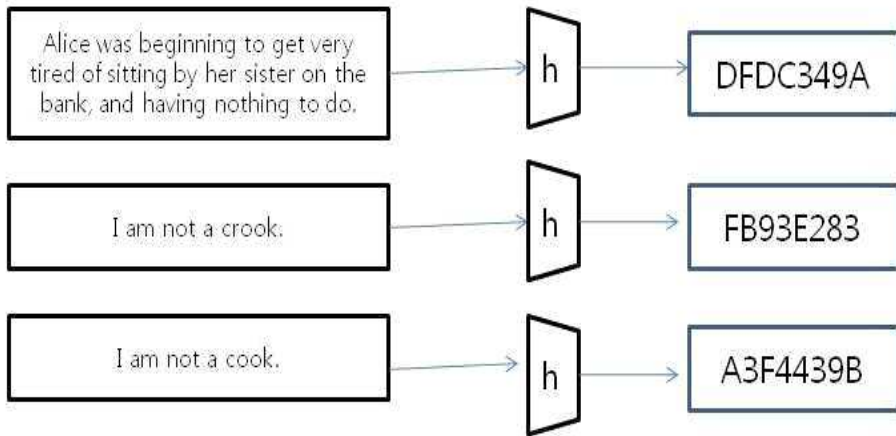 Alice was beginning to get very
tired of sitting by her sister on the
bank, and having nothing to do.
h
DFDC349A
I am not a crook.
h
FB93E283
I am not a cook.
h
A3F4439B